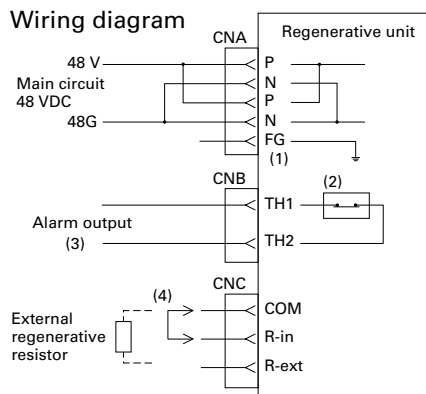 Wiring diagram
CNA
Regenerative unit
48 V
P
Main circuit
48 VDC
N
P
48G
N
FG
(1)
CNB
(2)
TH1
Alarm output
(3)
TH2
CNC
(4)
COM
External
regenerative
resistor
R-in
R-ext